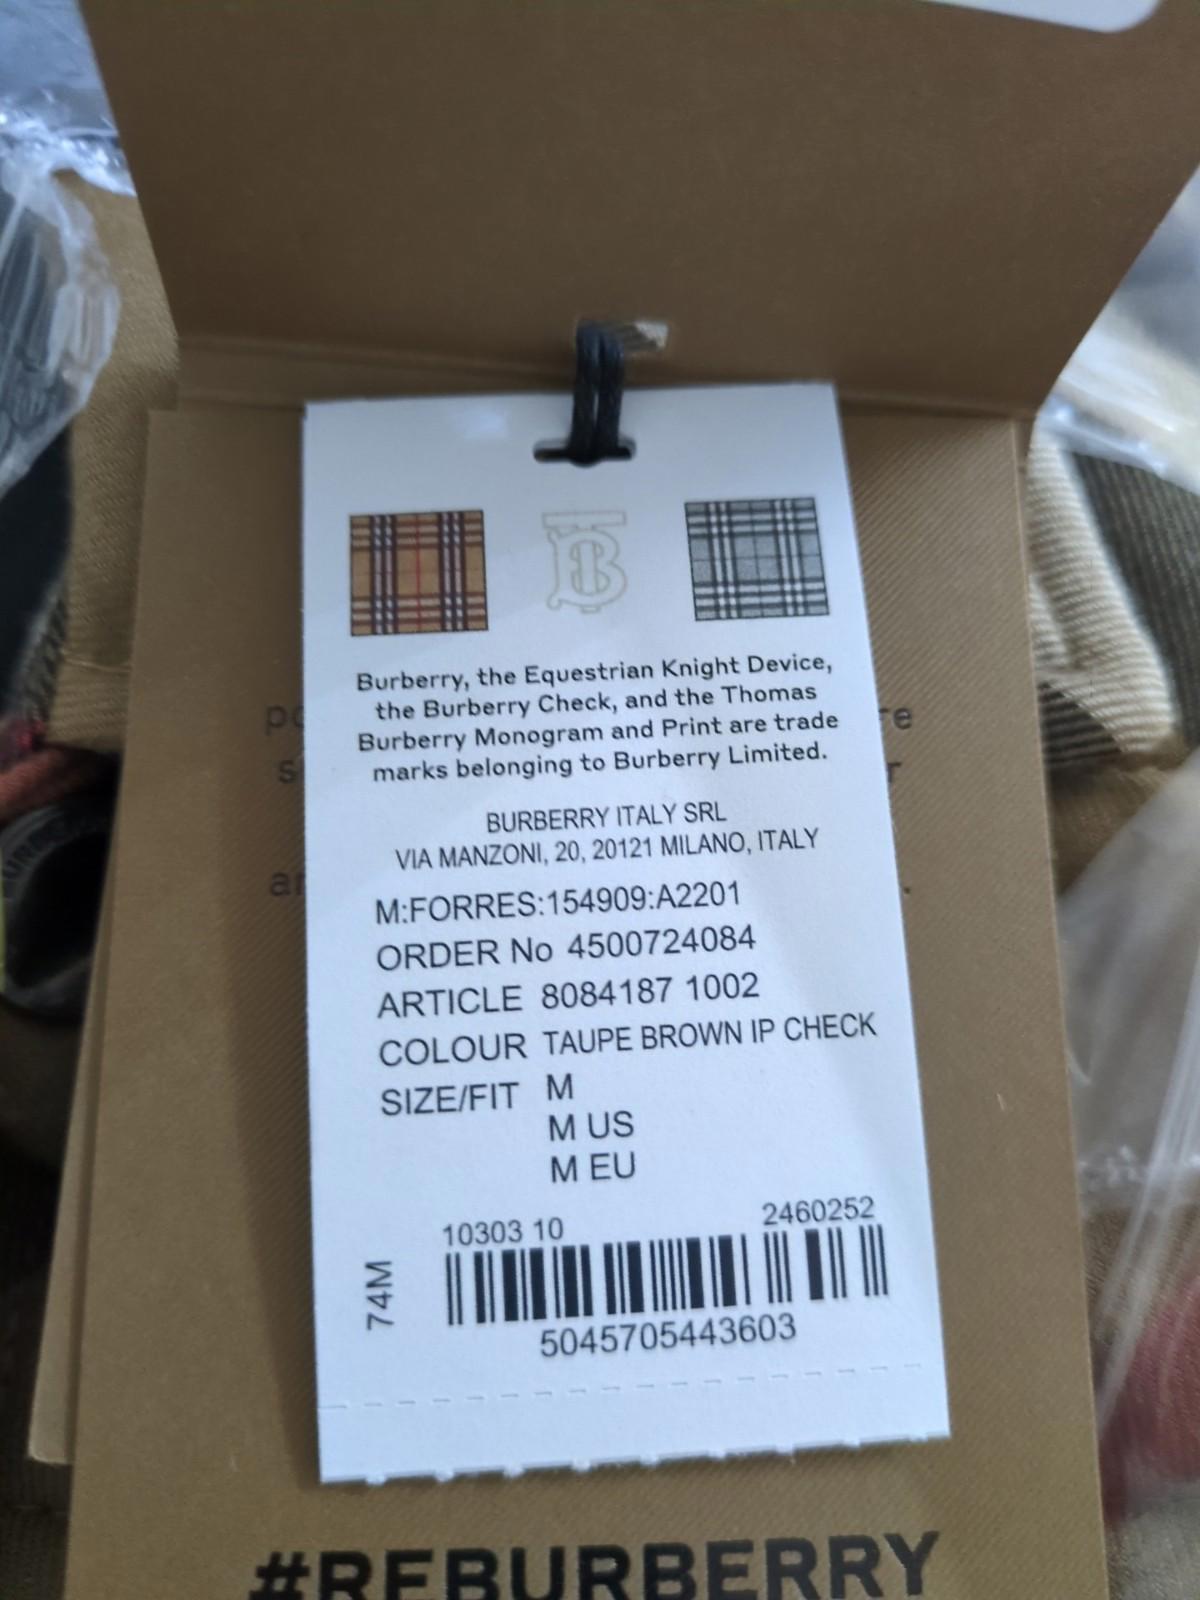 Burberry, the Equestrian Knight Device,
the Burberry Check, and the Thomas
Burberry Monogram and Print are trade
marks belonging to Burberry Limited.
BURBERRY ITALY SRL
VIA MANZONI, 20, 20121 MILANO, ITALY
M:FORRES:154909:A2201
ORDER No 4500724084
ARTICLE 8084187 1002
COLOUR TAUPE BROWN IP CHECK
SIZE/FIT M
M US
M EU
10303 10 2460252
74M
5045705443603
#REBURBERRY